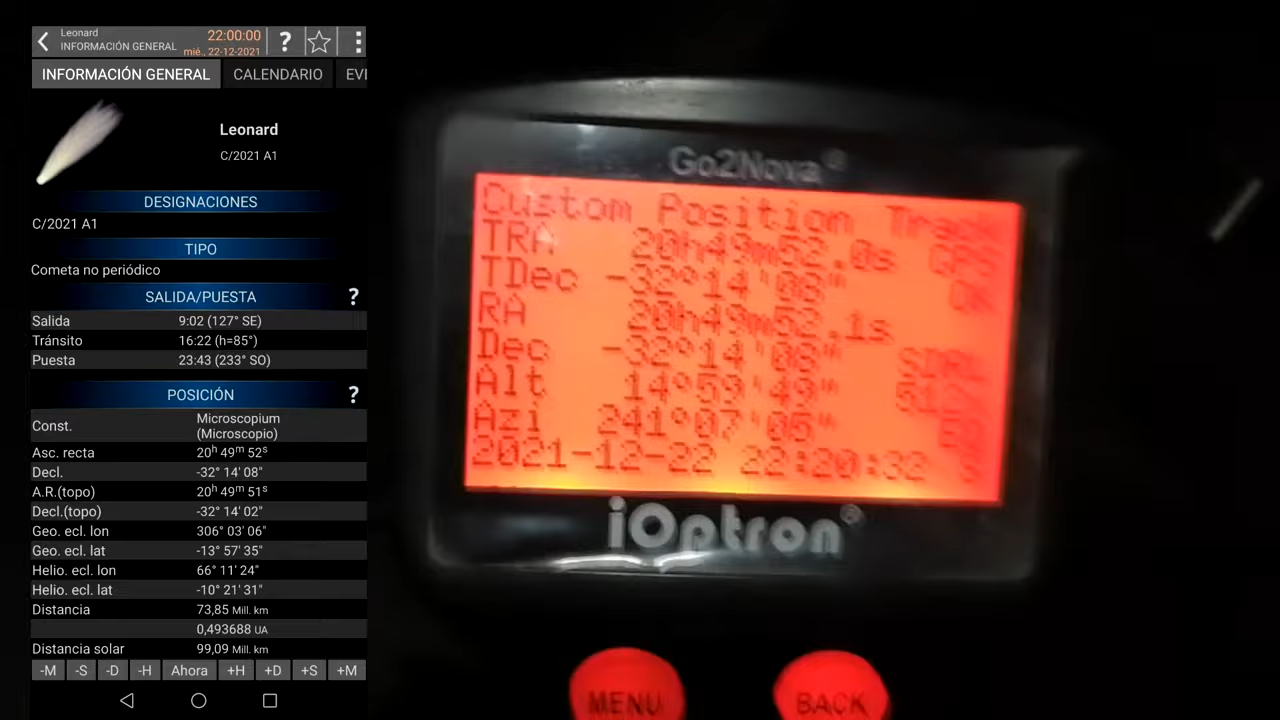 Leonard
INFORMACIÓN GENERAL
22:00:00
mié., 22-12-2021
?
INFORMACIÓN GENERAL CALENDARIO EVE
Leonard
C/2021 A1
DESIGNACIONES
C/2021 A1
TIPO
Cometa no periódico
SALIDA/PUESTA ?
Salida 9:02 (127° SE)
Tránsito 16:22 (h=85°)
Puesta 23:43 (233° SO)
POSICIÓN ?
Const. Microscopium
(Microscopio)
Asc. recta 20h 49m 52s
Decl. -32° 14' 08"
A.R.(topo) 20h 49m 51s
Decl.(topo) -32° 14' 02"
Geo. ecl. lon 306° 03' 06"
Geo. ecl. lat -13° 57' 35"
Helio. ecl. lon 66° 11' 24"
Helio. ecl. lat -10° 21' 31"
Distancia 73,85 Mill. km
0,493688 UA
Distancia solar 99,09 Mill. km
-M -S -D -H Ahora +H +D +S +M
Go2Nova®
Custom Position Track
TRA 20h49m52.0s GPS
TDec -32°14'08" OK
RA 20h49m52.1s
Dec -32°14'08" SDRL
Alt 14°59'49" 512x
Azi 241°07'05"
2021-12-22 22:20:32 S
iOptron®
MENU BACK